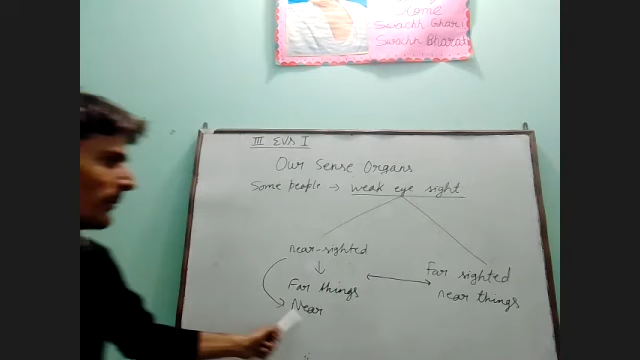 Come
Swachh Ghar
Swachh Bharat
III EVS I
Our Sense Organs
Some people → weak eye sight
near-sighted
Far things
Near
Far sighted
near things